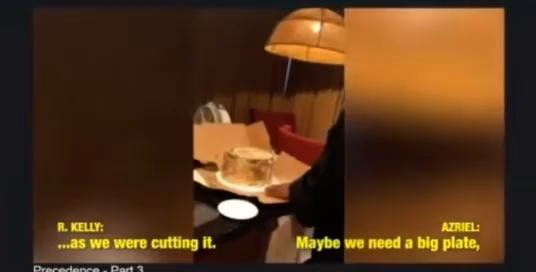 R. KELLY:
...as we were cutting it.
AZRIEL:
Maybe we need a big plate,
Precedence - Part 3